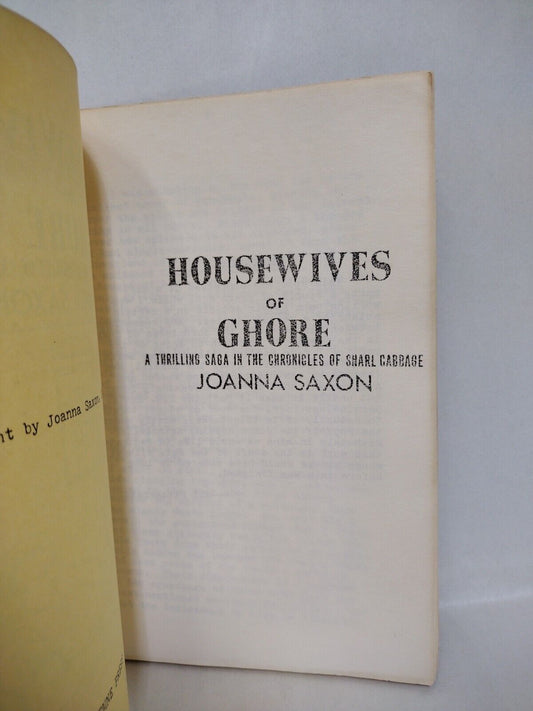 HOUSEWIVES
OF
GHORE
A THRILLING SAGA IN THE CHRONICLES OF SHARL CABBAGE
JOANNA SAXON
by Joanna Saxon